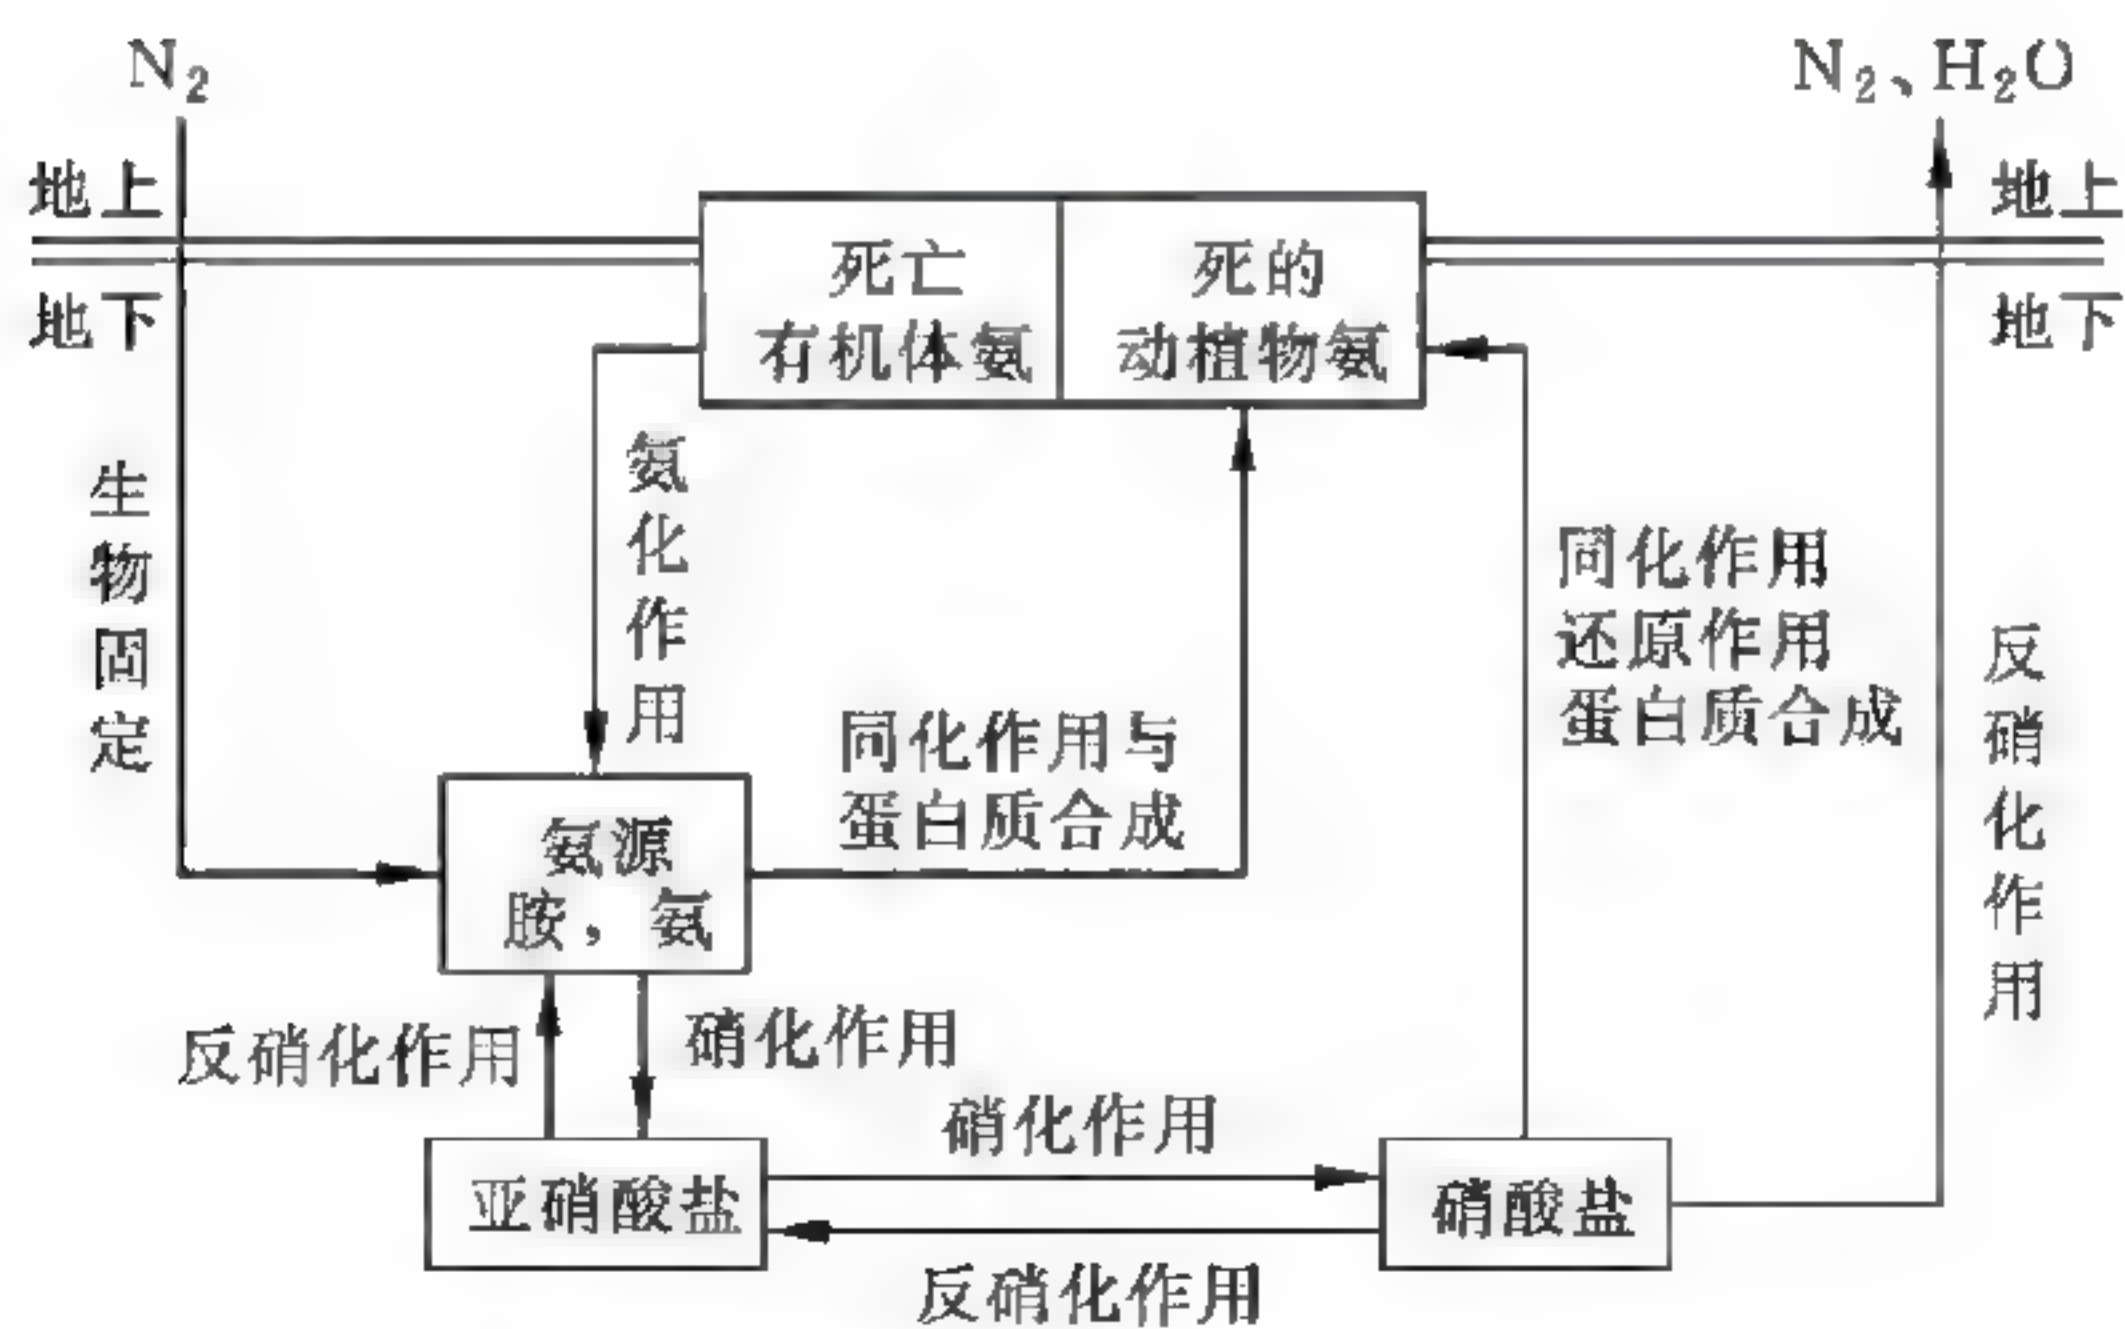 N₂
N₂、H₂O
地上
地上
地下
地下
死亡
有机体氨
死的
动植物氨
生物固定
氨化作用
同化作用与
蛋白质合成
同化作用
还原作用
蛋白质合成
反硝化作用
氨源
胺，氨
反硝化作用
硝化作用
硝化作用
亚硝酸盐
硝酸盐
反硝化作用